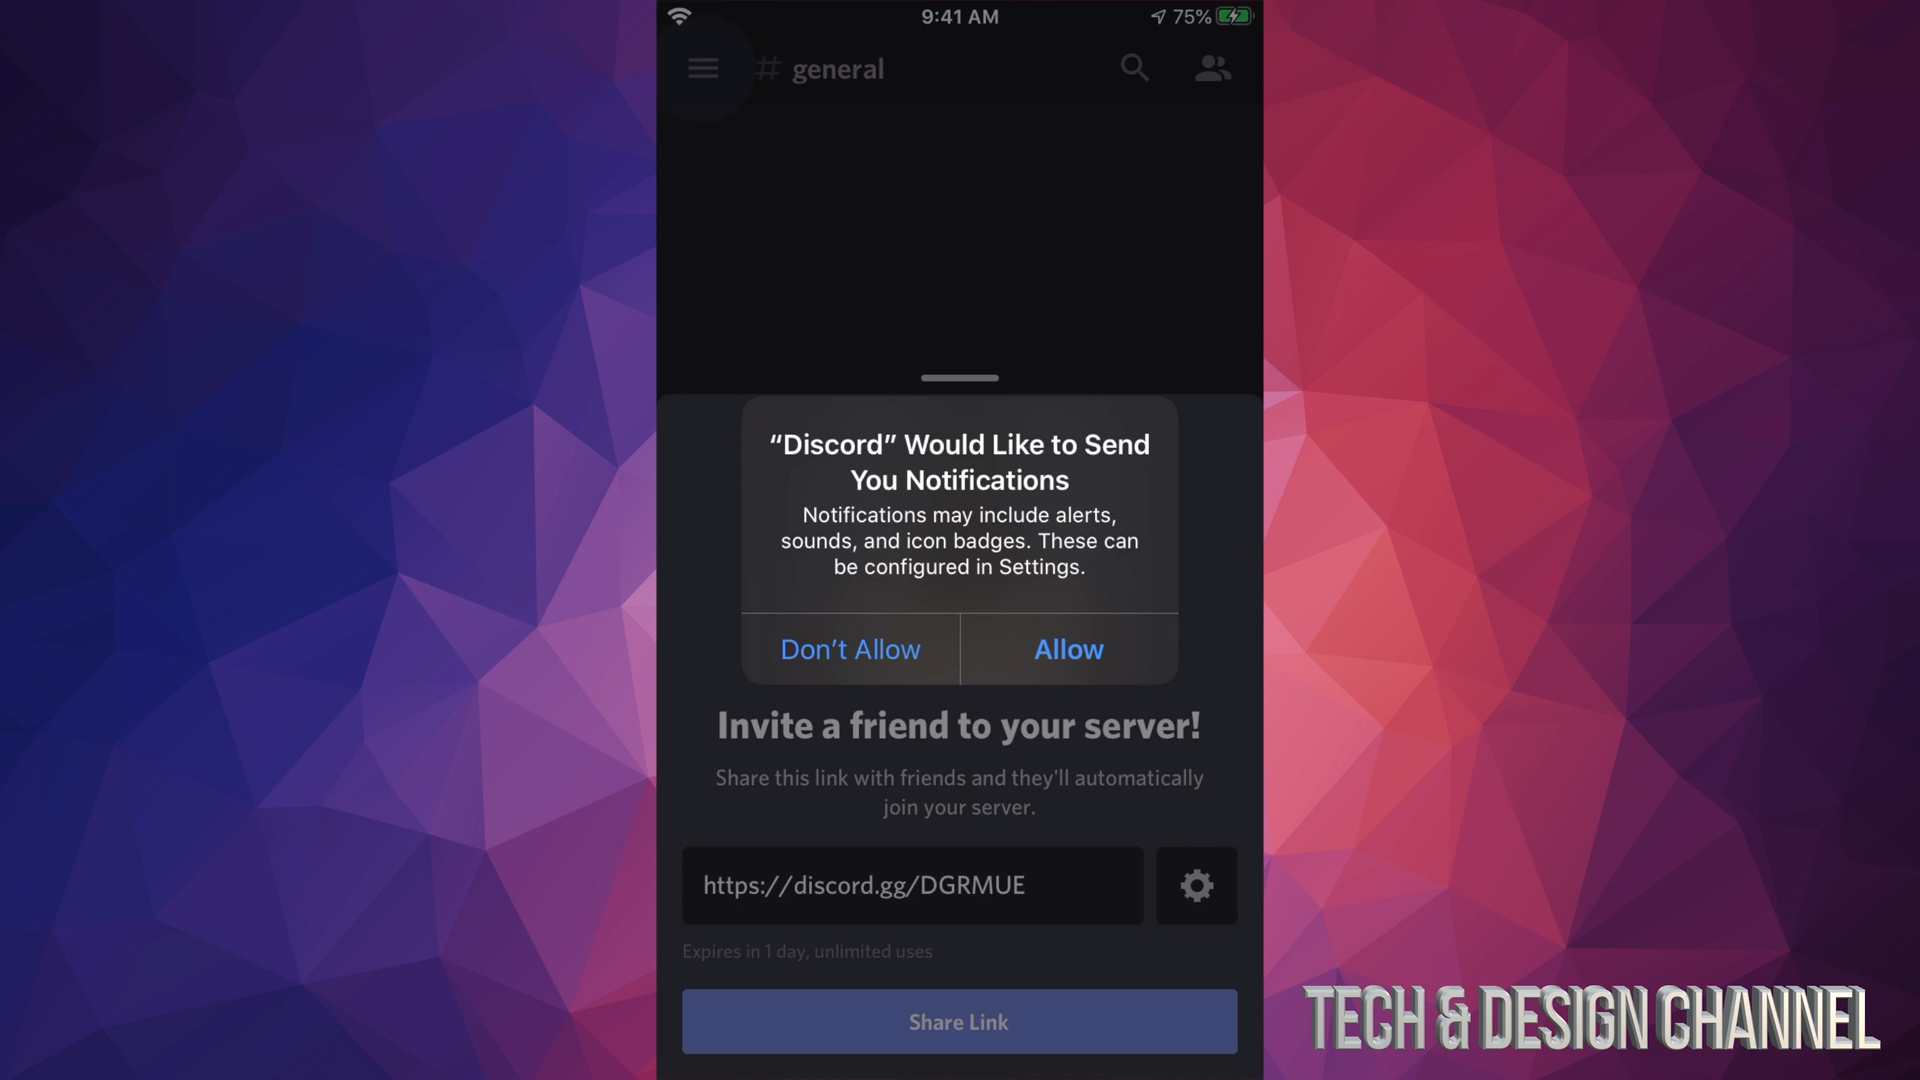 9:41 AM
75%
# general
“Discord” Would Like to Send
You Notifications
Notifications may include alerts,
sounds, and icon badges. These can
be configured in Settings.
Don’t Allow
Allow
Invite a friend to your server!
Share this link with friends and they'll automatically
join your server.
https://discord.gg/DGRMUE
Expires in 1 day, unlimited uses
Share Link
TECH & DESIGN CHANNEL